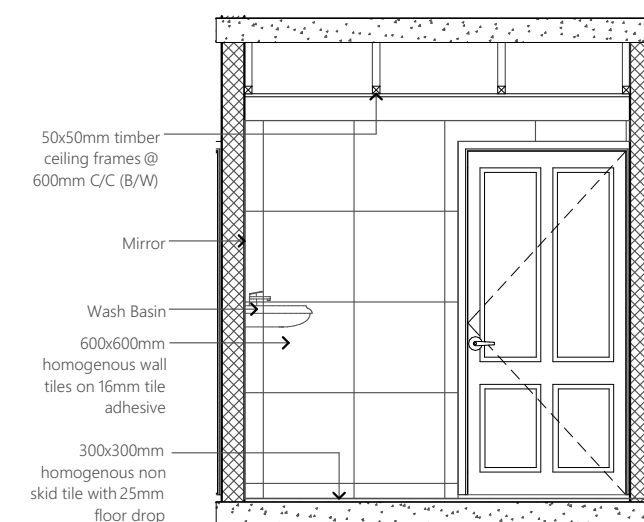 50x50mm timber
ceiling frames @
600mm C/C (B/W)
Mirror
Wash Basin
600x600mm
homogenous wall
tiles on 16mm tile
adhesive
300x300mm
homogenous non
skid tile with 25mm
floor drop